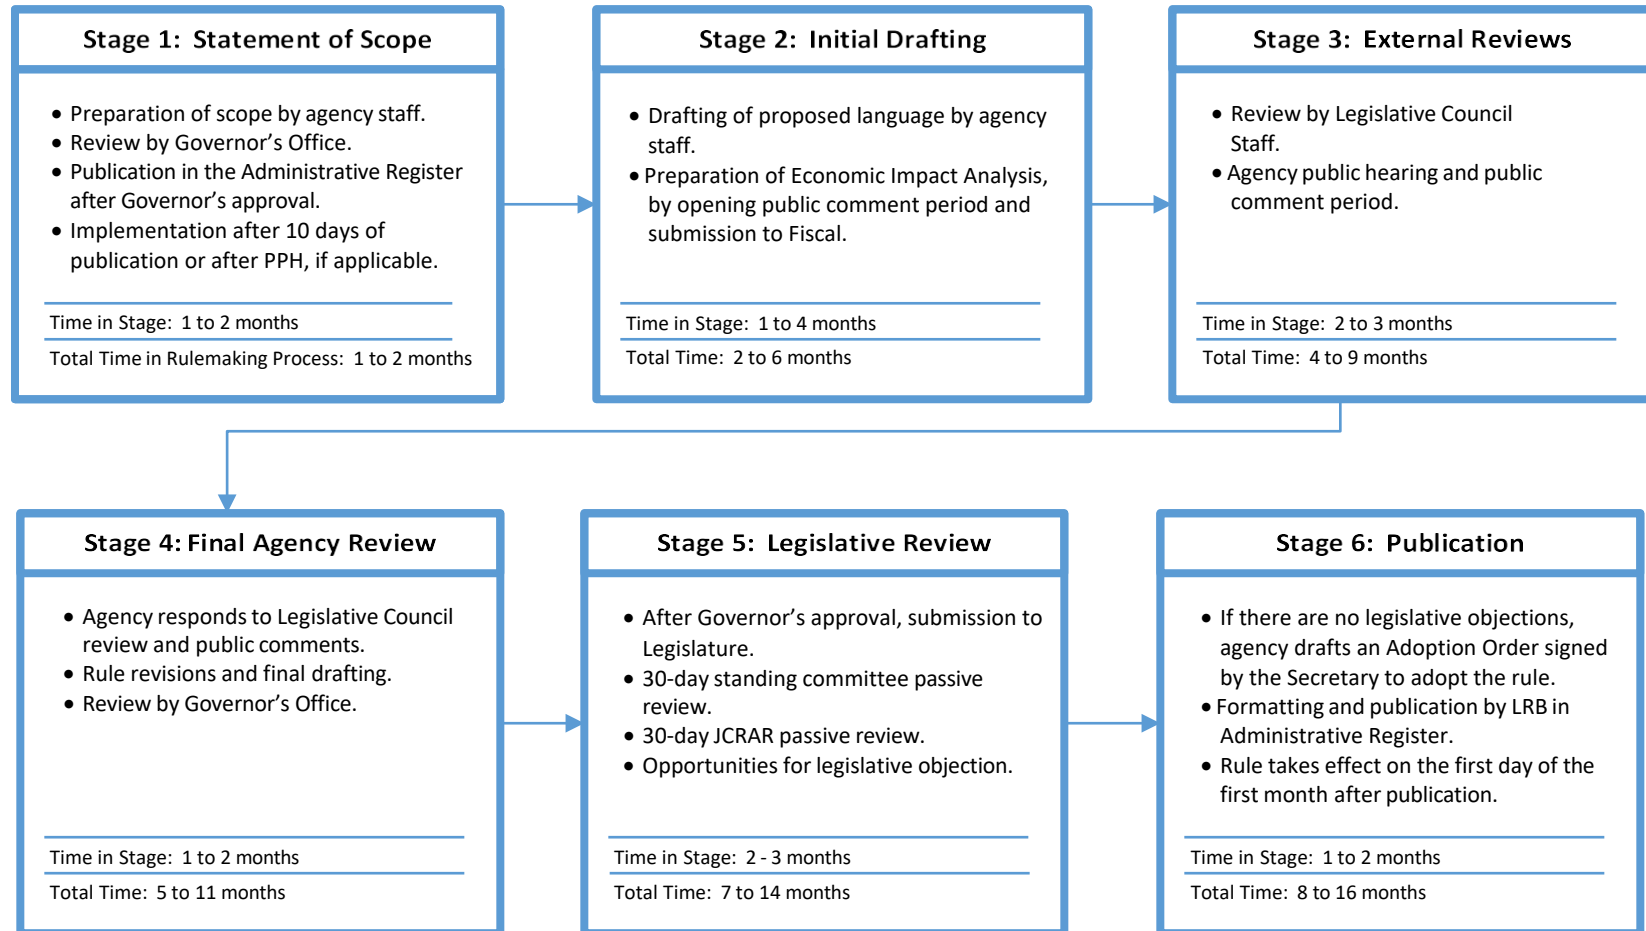 Stage 1: Statement of Scope
• Preparation of scope by agency staff.
• Review by Governor’s Office.
• Publication in the Administrative Register
after Governor’s approval.
• Implementation after 10 days of
publication or after PPH, if applicable.
Time in Stage: 1 to 2 months
Total Time in Rulemaking Process: 1 to 2 months
Stage 2: Initial Drafting
• Drafting of proposed language by agency
staff.
• Preparation of Economic Impact Analysis,
by opening public comment period and
submission to Fiscal.
Time in Stage: 1 to 4 months
Total Time: 2 to 6 months
Stage 3: External Reviews
• Review by Legislative Council
Staff.
• Agency public hearing and public
comment period.
Time in Stage: 2 to 3 months
Total Time: 4 to 9 months
Stage 4: Final Agency Review
• Agency responds to Legislative Council
review and public comments.
• Rule revisions and final drafting.
• Review by Governor’s Office.
Time in Stage: 1 to 2 months
Total Time: 5 to 11 months
Stage 5: Legislative Review
• After Governor’s approval, submission to
Legislature.
• 30-day standing committee passive
review.
• 30-day JCRAR passive review.
• Opportunities for legislative objection.
Time in Stage: 2 - 3 months
Total Time: 7 to 14 months
Stage 6: Publication
• If there are no legislative objections,
agency drafts an Adoption Order signed
by the Secretary to adopt the rule.
• Formatting and publication by LRB in
Administrative Register.
• Rule takes effect on the first day of the
first month after publication.
Time in Stage: 1 to 2 months
Total Time: 8 to 16 months